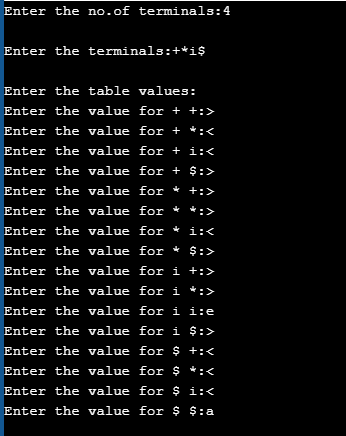 Enter the no.of terminals:4
Enter the terminals:+*i$
Enter the table values:
Enter the value for + +:>
Enter the value for + *:<
Enter the value for + i:<
Enter the value for + $:>
Enter the value for * +:>
Enter the value for * *:>
Enter the value for * i:<
Enter the value for * $:>
Enter the value for i +:>
Enter the value for i *:>
Enter the value for i i:e
Enter the value for i $:>
Enter the value for $ +:<
Enter the value for $ *:<
Enter the value for $ i:<
Enter the value for $ $:a